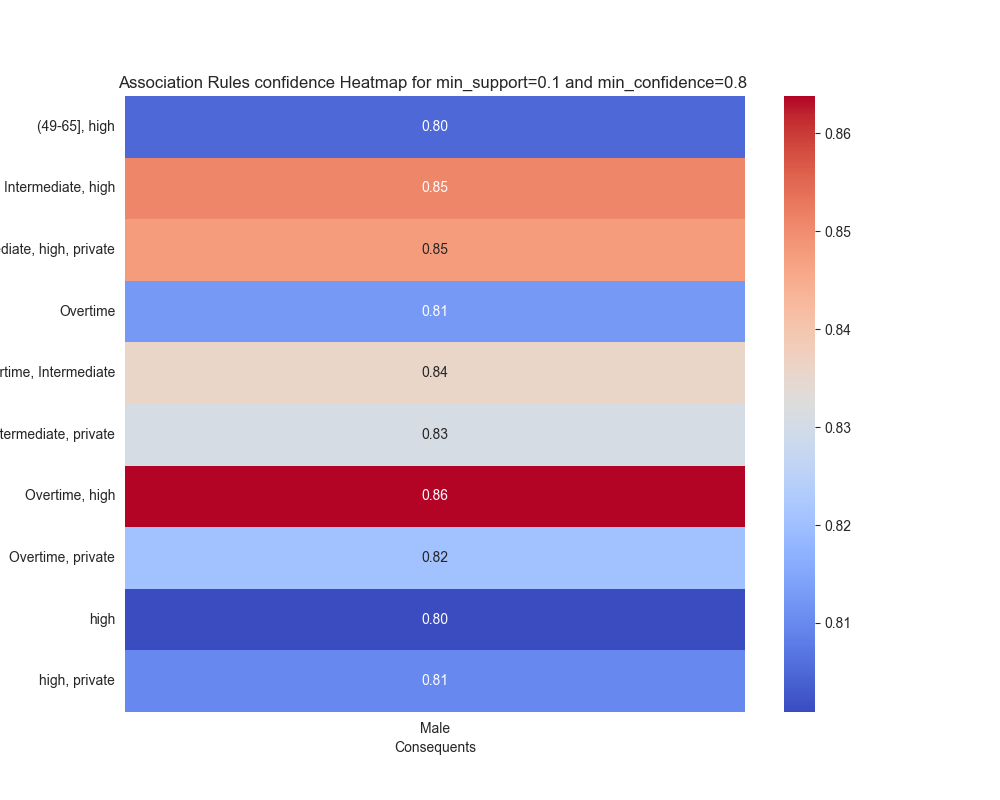 Association Rules confidence Heatmap for min_support=0.1 and min_confidence=0.8
(49-65], high 0.80
Intermediate, high 0.85
diate, high, private 0.85
Overtime 0.81
rtime, Intermediate 0.84
termediate, private 0.83
Overtime, high 0.86
Overtime, private 0.82
high 0.80
high, private 0.81
Male
Consequents
0.86
0.85
0.84
0.83
0.82
0.81